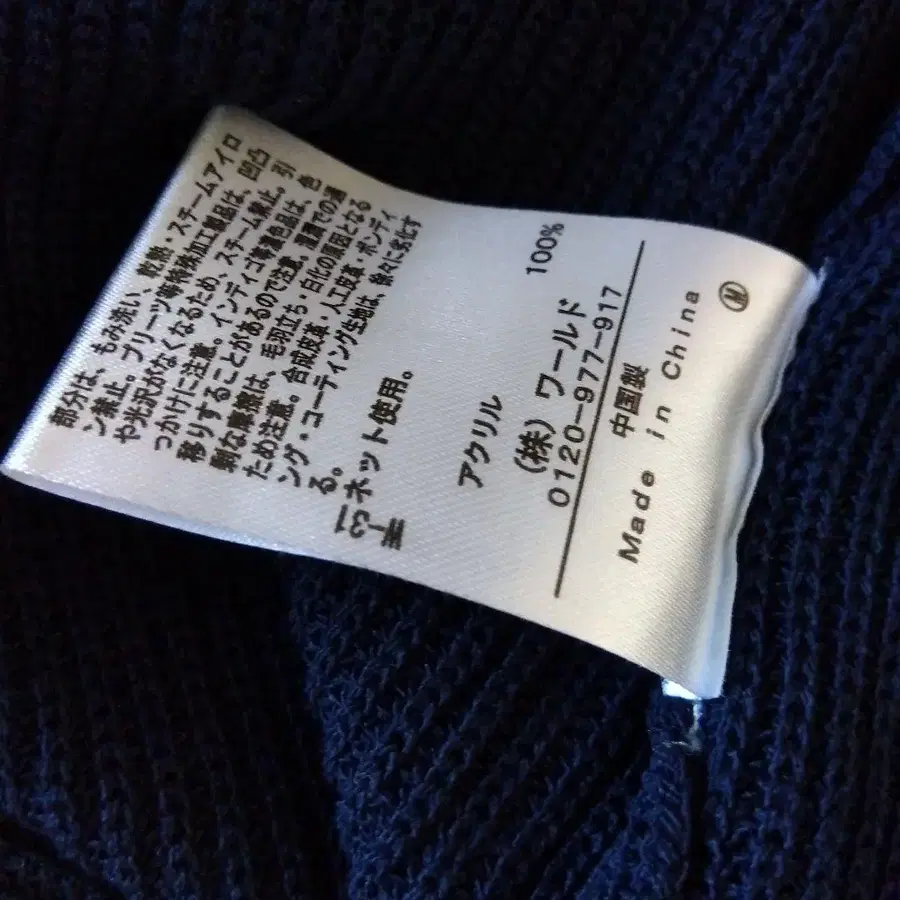 部分は、もみ洗い、乾熱・スチームアイロ
ン禁止。プリーツ等特殊加工製品は、凹凸
や光沢がなくなるため、スチーム禁止。引
っかけに注意。インディゴ等濃色品は、色
移りすることがあるので注意。湿潤での過
剰な摩擦は、毛羽立ち・白化の原因となる
ため注意。合成皮革・人工皮革・ボンディ
ング・コーティング生地は、徐々に劣化す
る。
ネット使用。
アクリル 100%
(株) ワールド
0120-977-917
中国製
Made in China
M